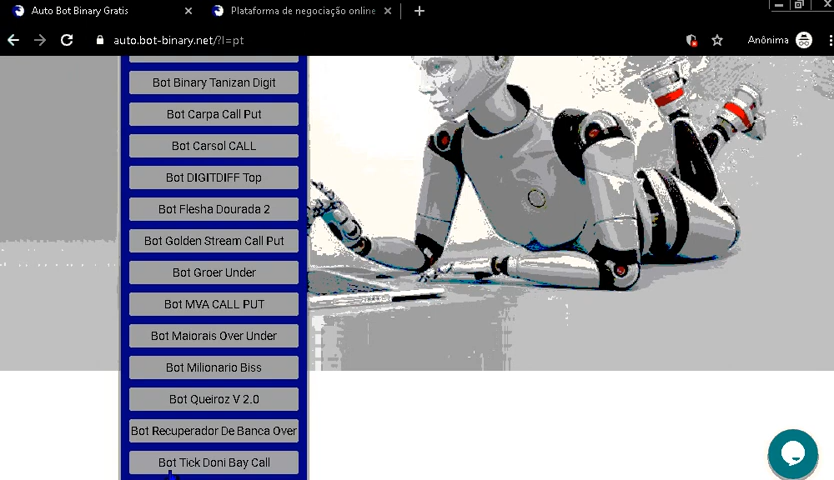 Auto Bot Binary Gratis
Plataforma de negociação online
auto.bot-binary.net/?l=pt
Anônima
Bot Binary Tanizan Digit
Bot Carpa Call Put
Bot Carsol CALL
Bot DIGITDIFF Top
Bot Flesha Dourada 2
Bot Golden Stream Call Put
Bot Groer Under
Bot MVA CALL PUT
Bot Maiorais Over Under
Bot Milionario Biss
Bot Queiroz V 2.0
Bot Recuperador De Banca Over
Bot Tick Doni Bay Call